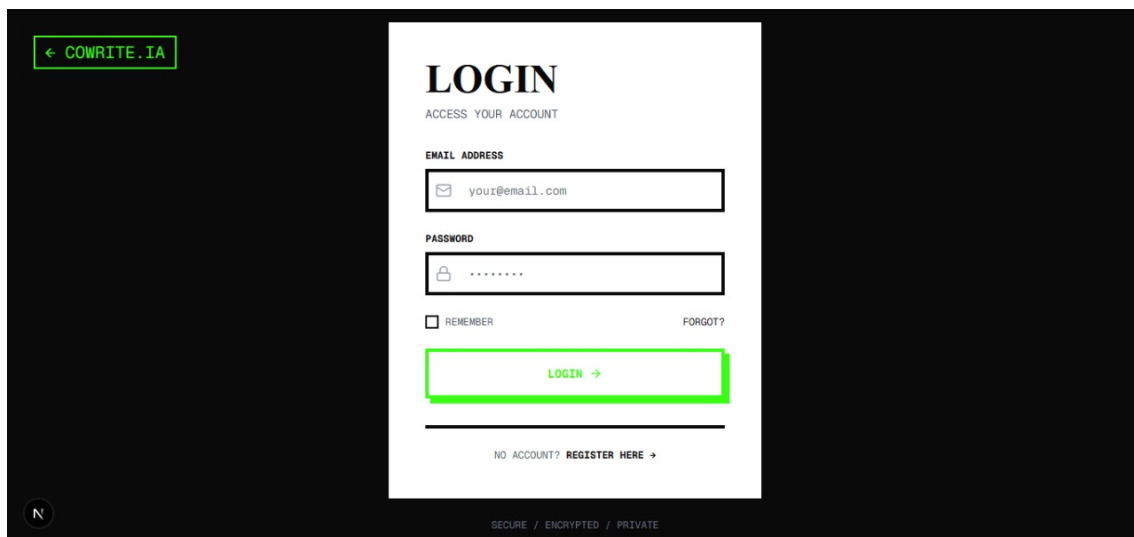 ← COWRITE.IA
LOGIN
ACCESS YOUR ACCOUNT
EMAIL ADDRESS
your@email.com
PASSWORD
••••••••
REMEMBER FORGOT?
LOGIN →
NO ACCOUNT? REGISTER HERE →
N
SECURE / ENCRYPTED / PRIVATE